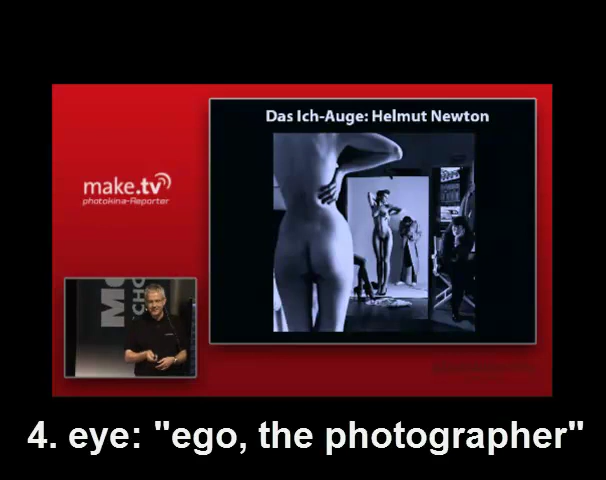 Das Ich-Auge: Helmut Newton
make.tv
photokina-Reporter
4. eye: "ego, the photographer"